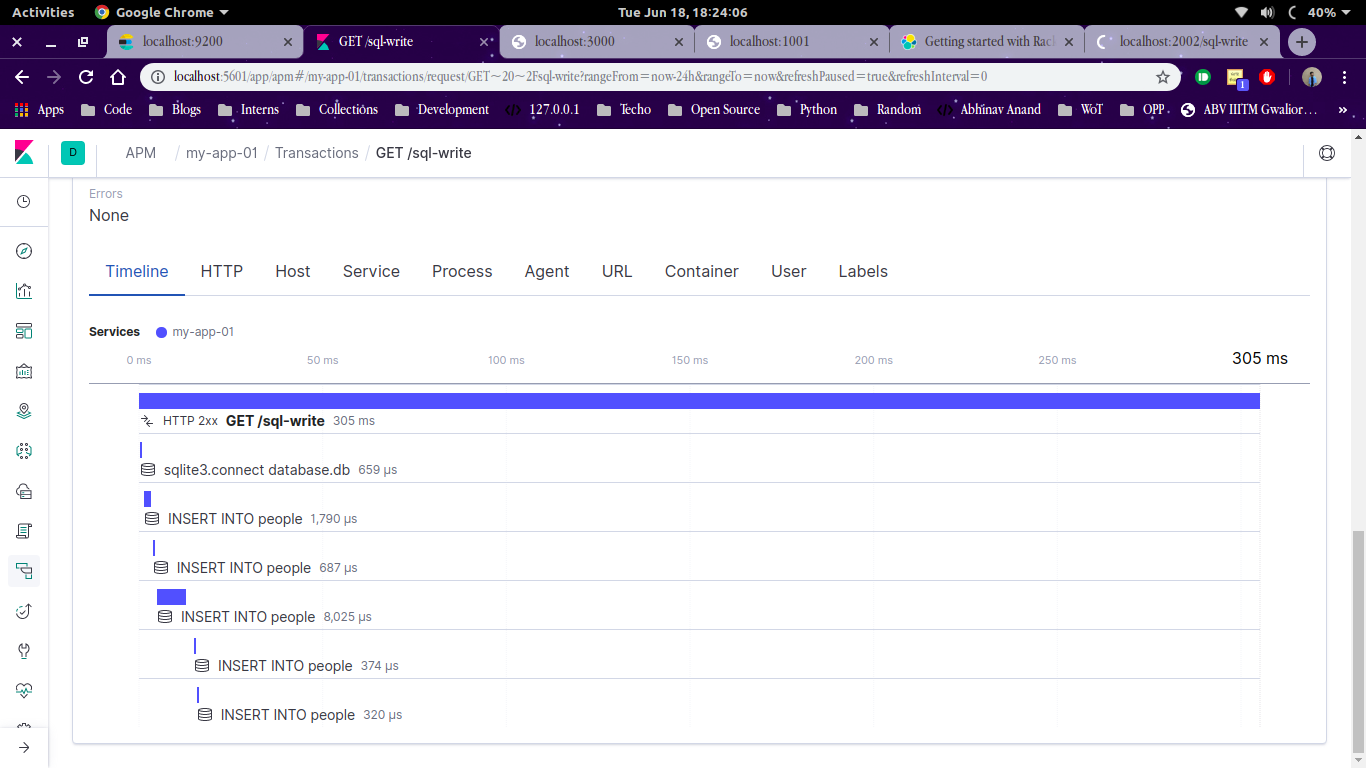 Activities Google Chrome Tue Jun 18, 18:24:06 40%
localhost:9200 GET /sql-write localhost:3000 localhost:1001 Getting started with Rac localhost:2002/sql-write
localhost:5601/app/apm#/my-app-01/transactions/request/GET~20~2Fsql-write?rangeFrom=now-24h&rangeTo=now&refreshPaused=true&refreshInterval=0 1
Apps Code Blogs Interns Collections Development 127.0.0.1 Techo Open Source Python Random Abhinav Anand WoT OPP ABV IIITM Gwalior… »
D APM / my-app-01 / Transactions / GET /sql-write
Errors
None
Timeline HTTP Host Service Process Agent URL Container User Labels
Services my-app-01
0 ms 50 ms 100 ms 150 ms 200 ms 250 ms 305 ms
HTTP 2xx GET /sql-write 305 ms
sqlite3.connect database.db 659 µs
INSERT INTO people 1,790 µs
INSERT INTO people 687 µs
INSERT INTO people 8,025 µs
INSERT INTO people 374 µs
INSERT INTO people 320 µs